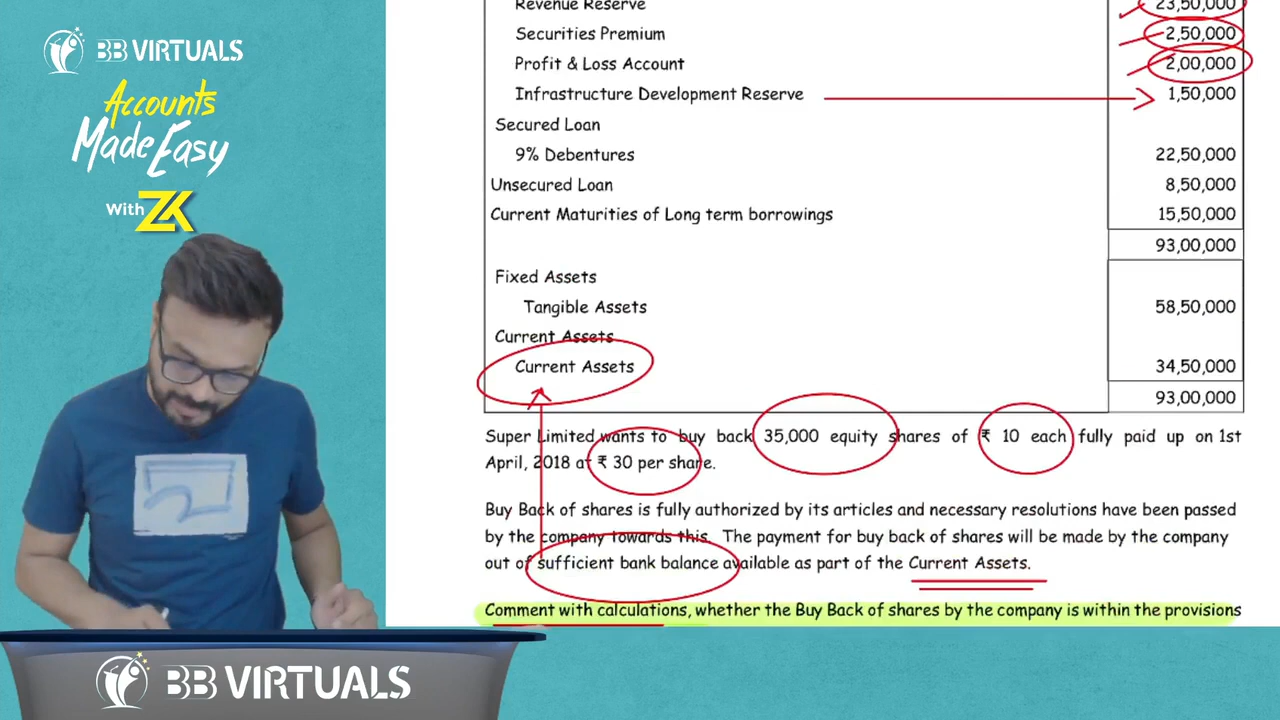 BB VIRTUALS
Accounts
Made Easy
With ZK
Revenue Reserve 23,50,000
Securities Premium 2,50,000
Profit & Loss Account 2,00,000
Infrastructure Development Reserve 1,50,000
Secured Loan
9% Debentures 22,50,000
Unsecured Loan 8,50,000
Current Maturities of Long term borrowings 15,50,000
93,00,000
Fixed Assets
Tangible Assets 58,50,000
Current Assets
Current Assets 34,50,000
93,00,000
Super Limited wants to buy back 35,000 equity shares of ₹ 10 each fully paid up on 1st
April, 2018 at ₹ 30 per share.
Buy Back of shares is fully authorized by its articles and necessary resolutions have been passed
by the company towards this. The payment for buy back of shares will be made by the company
out of sufficient bank balance available as part of the Current Assets.
Comment with calculations, whether the Buy Back of shares by the company is within the provisions
BB VIRTUALS